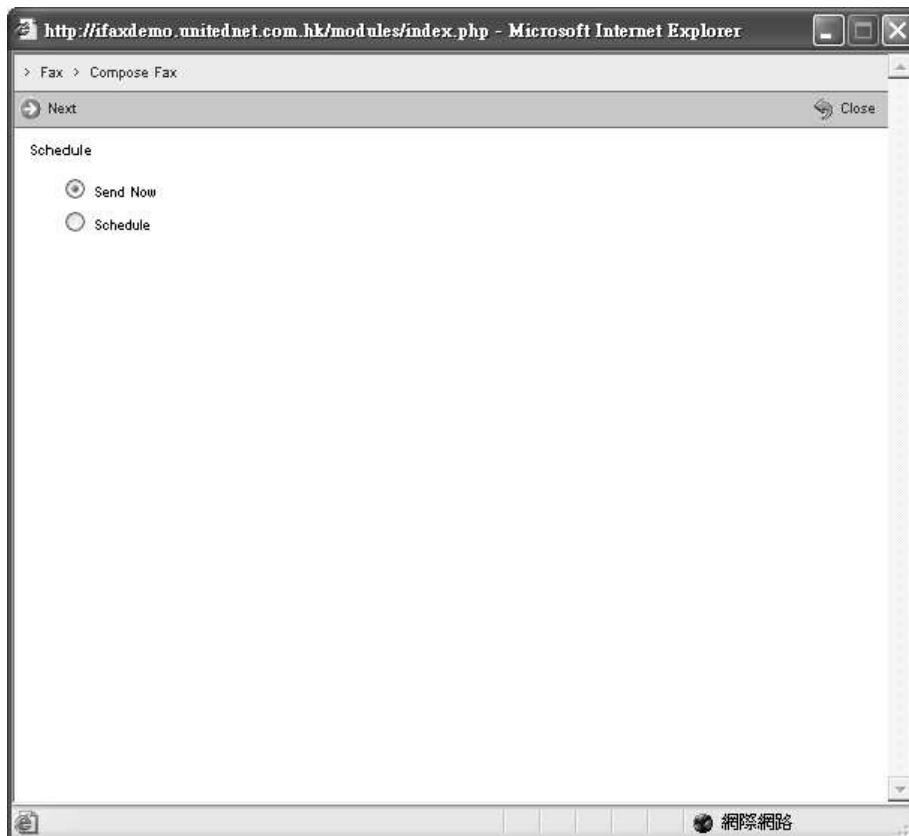 http://ifaxdemo.unitednet.com.hk/modules/index.php - Microsoft Internet Explorer
> Fax > Compose Fax
Next Close
Schedule
Send Now
Schedule
網際網路